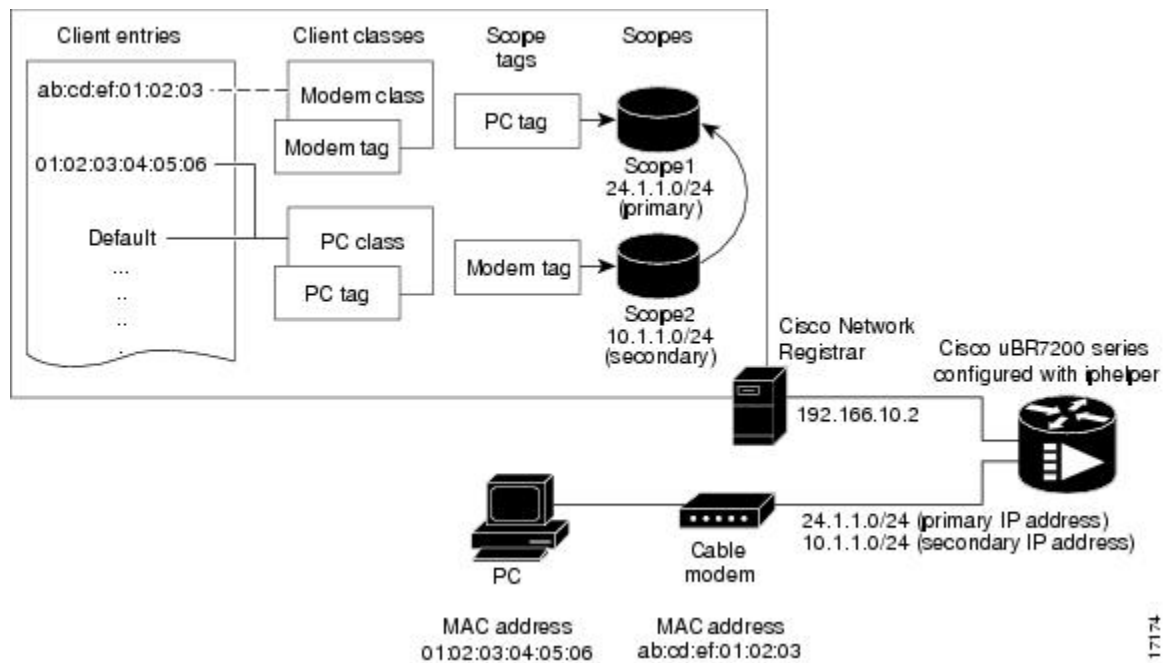 Client entries
Client classes
Scope
tags
Scopes
ab:cd:ef:01:02:03
Modem class
Modem tag
PC tag
Scope1
24.1.1.0/24
(primary)
01:02:03:04:05:06
Default
...
..
..
.
PC class
PC tag
Modem tag
Scope2
10.1.1.0/24
(secondary)
Cisco Network
Registrar
192.166.10.2
Cisco uBR7200 series
configured with iphelper
24.1.1.0/24 (primary IP address)
10.1.1.0/24 (secondary IP address)
PC
Cable
modem
MAC address
01:02:03:04:05:06
MAC address
ab:cd:ef:01:02:03
17174